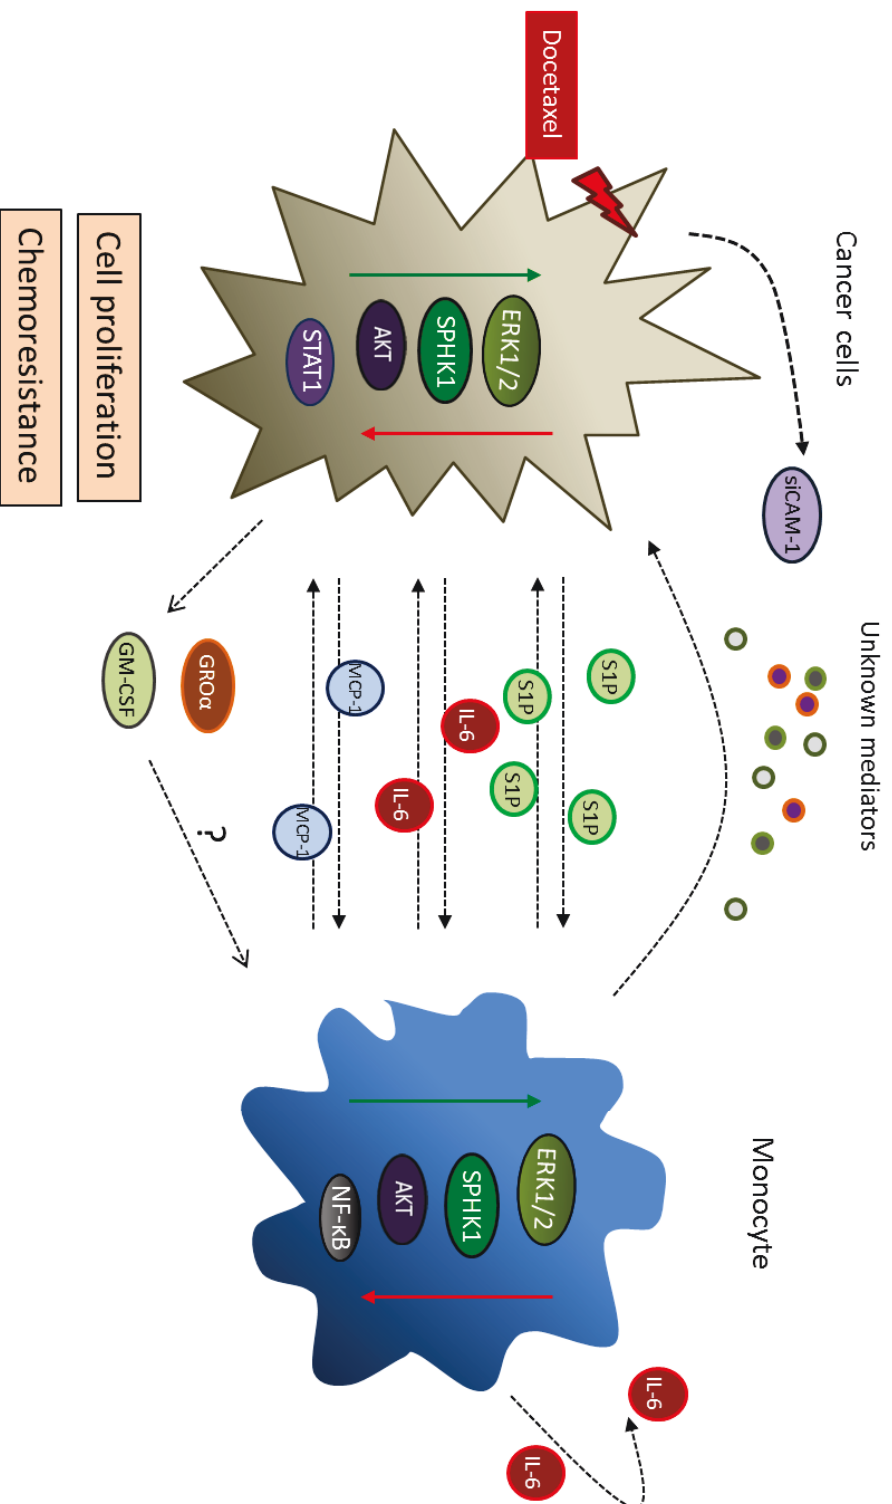 Cancer cells
Unknown mediators
Monocyte
Docetaxel
siCAM-1
ERK1/2
SPHK1
AKT
STAT1
S1P
S1P
S1P
S1P
IL-6
IL-6
MCP-1
MCP-1
GROα
GM-CSF
?
ERK1/2
SPHK1
AKT
NF-κB
IL-6
IL-6
Cell proliferation
Chemoresistance